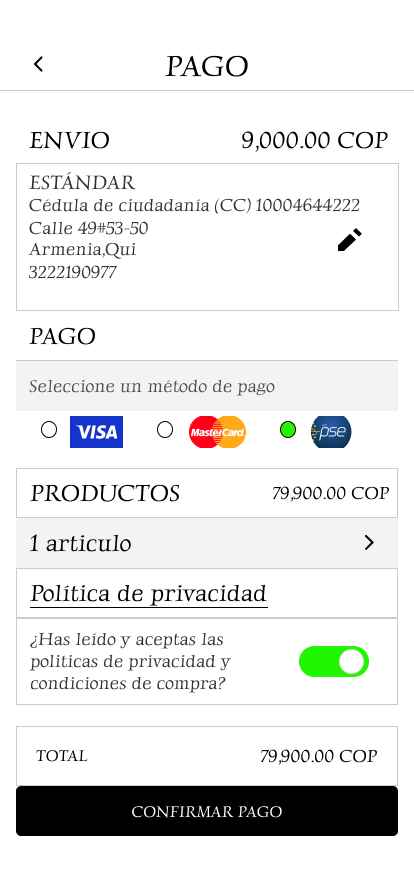 PAGO
ENVIO 9,000.00 COP
ESTÁNDAR
Cédula de ciudadanía (CC) 10004644222
Calle 49#53-50
Armenia,Qui
3222190977
PAGO
Seleccione un método de pago
VISA MasterCard pse
PRODUCTOS 79,900.00 COP
1 articulo
Política de privacidad
¿Has leído y aceptas las
politicas de privacidad y
condiciones de compra?
TOTAL 79,900.00 COP
CONFIRMAR PAGO